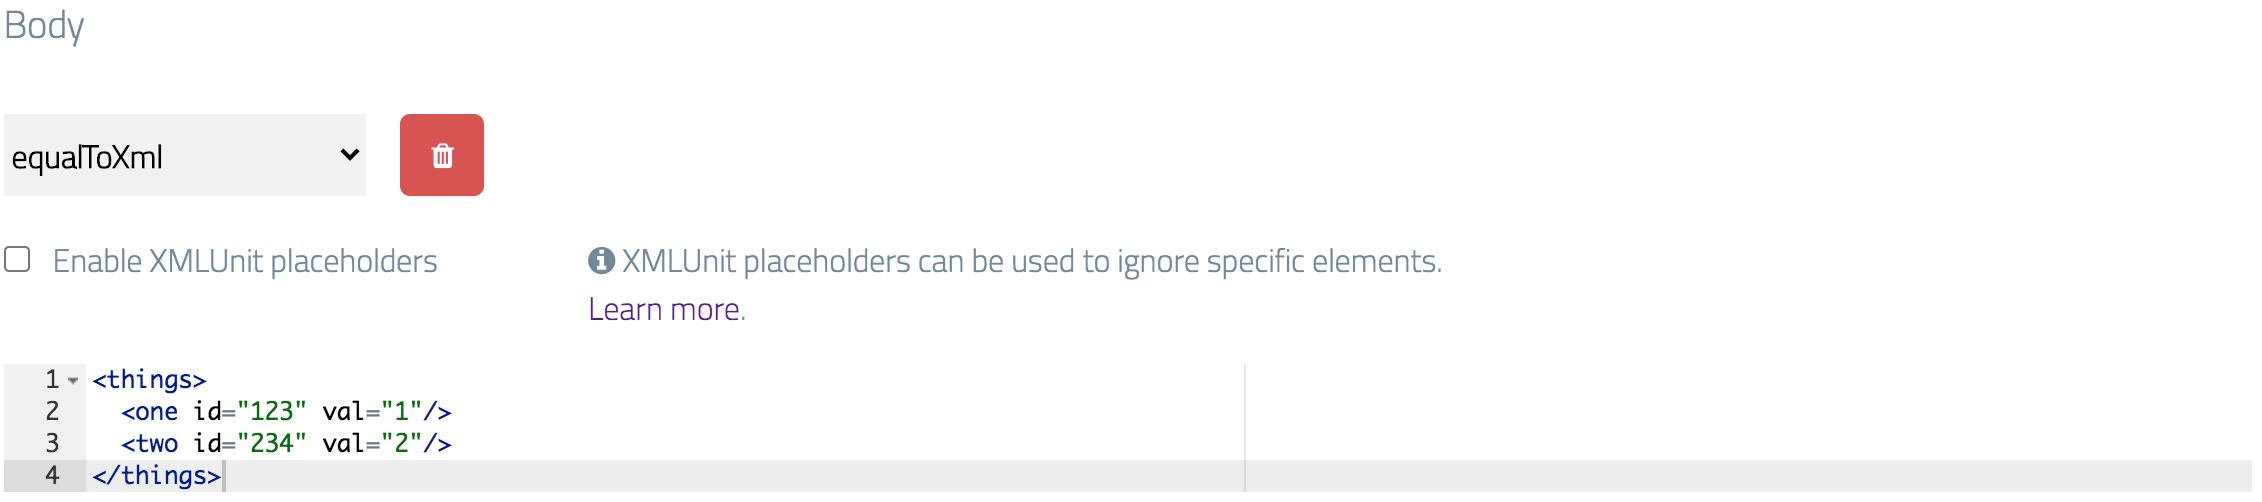 Body
equalToXml
Enable XMLUnit placeholders
XMLUnit placeholders can be used to ignore specific elements.
Learn more.
1 <things>
2   <one id="123" val="1"/>
3   <two id="234" val="2"/>
4 </things>